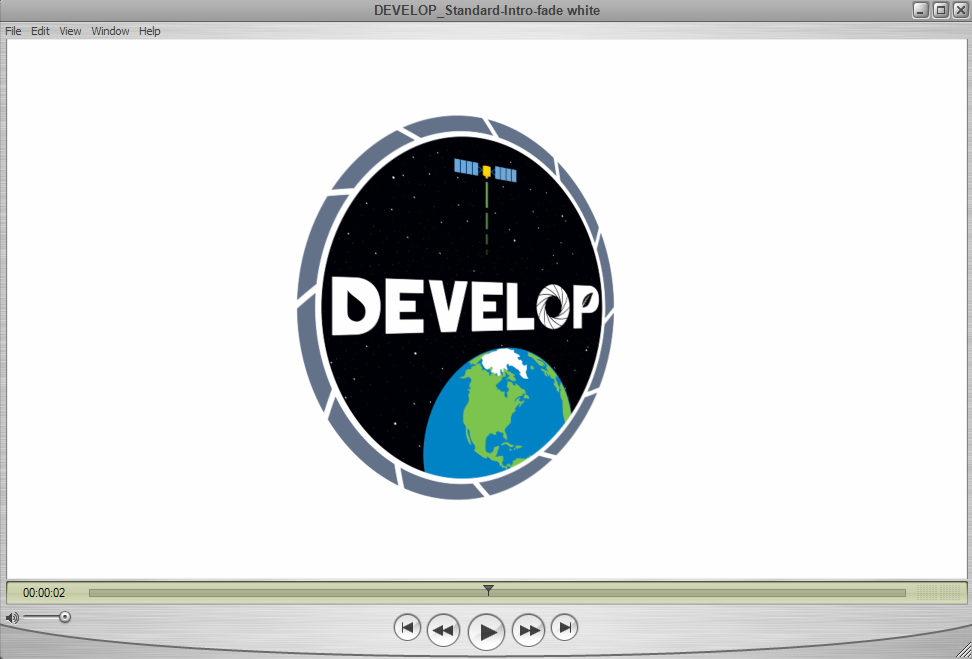 DEVELOP_Standard-Intro-fade white
File Edit View Window Help
DEVELOP
00:00:02